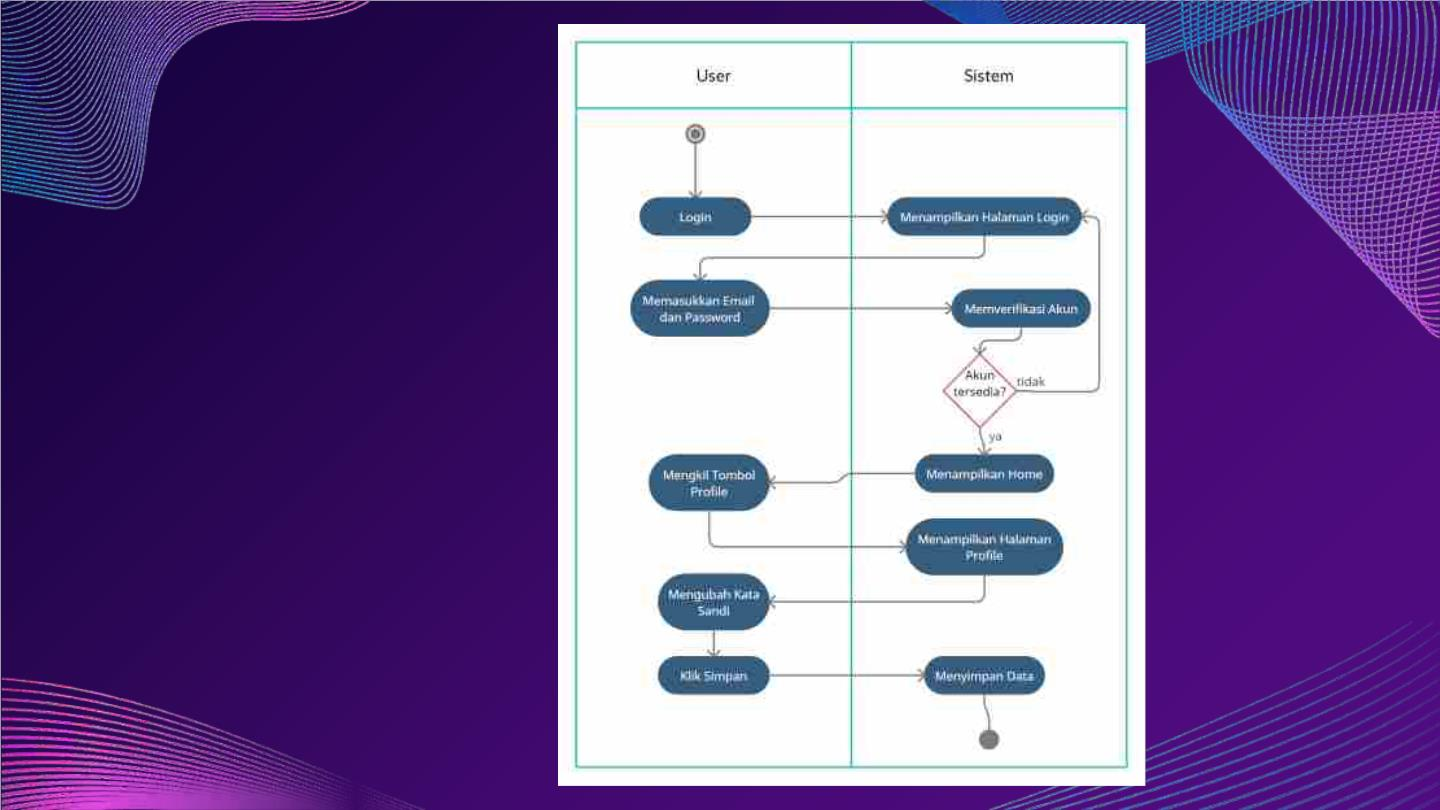 User
Sistem
Login
Menampilkan Halaman Login
Memasukkan Email
dan Password
Memverifikasi Akun
Akun
tersedia?
tidak
ya
Menampilkan Home
Mengkil Tombol
Profile
Menampilkan Halaman
Profile
Mengubah Kata
Sandi
Klik Simpan
Menyimpan Data